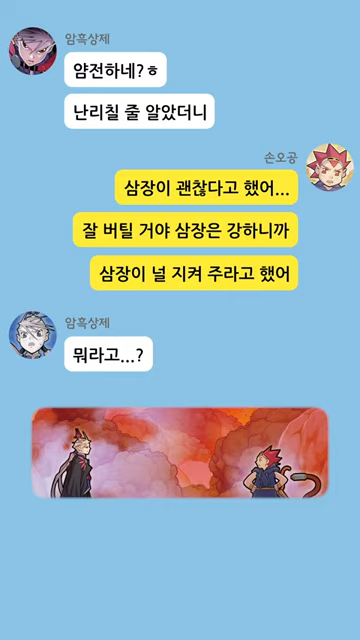 암흑상제
얌전하네?ㅎ
난리칠 줄 알았더니
손오공
삼장이 괜찮다고 했어...
잘 버틸 거야 삼장은 강하니까
삼장이 널 지켜 주라고 했어
암흑상제
뭐라고...?